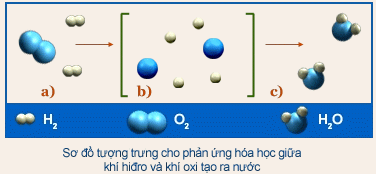 a)
b)
c)
H₂
O₂
H₂O
Sơ đồ tượng trưng cho phản ứng hóa học giữa
khí hiđro và khí oxi tạo ra nước